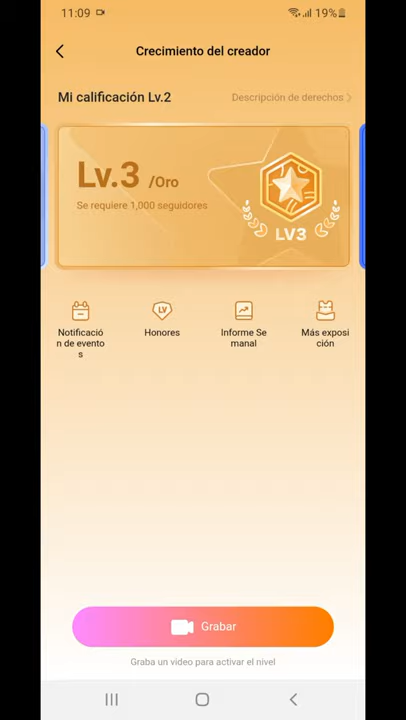 11:09 19%
Crecimiento del creador
Mi calificación Lv.2 Descripción de derechos
Lv.3 /Oro
Se requiere 1,000 seguidores
LV3
LV
Notificació
n de evento
s
Honores
Informe Se
manal
Más exposi
ción
Grabar
Graba un video para activar el nivel